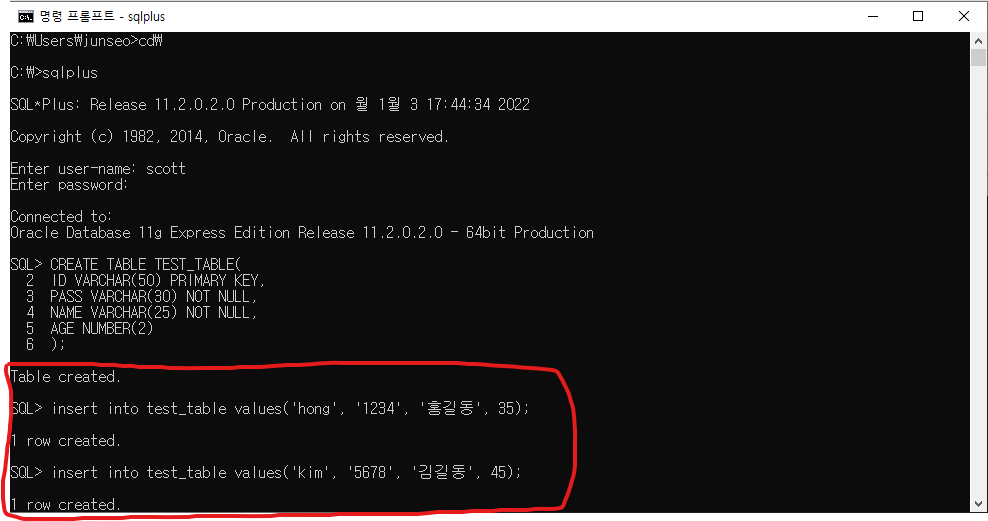 명령 프롬프트 - sqlplus
C:\Users\junseo>cd\
C:\>sqlplus
SQL*Plus: Release 11.2.0.2.0 Production on 월 1월 3 17:44:34 2022
Copyright (c) 1982, 2014, Oracle.  All rights reserved.
Enter user-name: scott
Enter password:
Connected to:
Oracle Database 11g Express Edition Release 11.2.0.2.0 - 64bit Production
SQL> CREATE TABLE TEST_TABLE(
  2  ID VARCHAR(50) PRIMARY KEY,
  3  PASS VARCHAR(30) NOT NULL,
  4  NAME VARCHAR(25) NOT NULL,
  5  AGE NUMBER(2)
  6  );
Table created.
SQL> insert into test_table values('hong', '1234', '홍길동', 35);
1 row created.
SQL> insert into test_table values('kim', '5678', '김길동', 45);
1 row created.